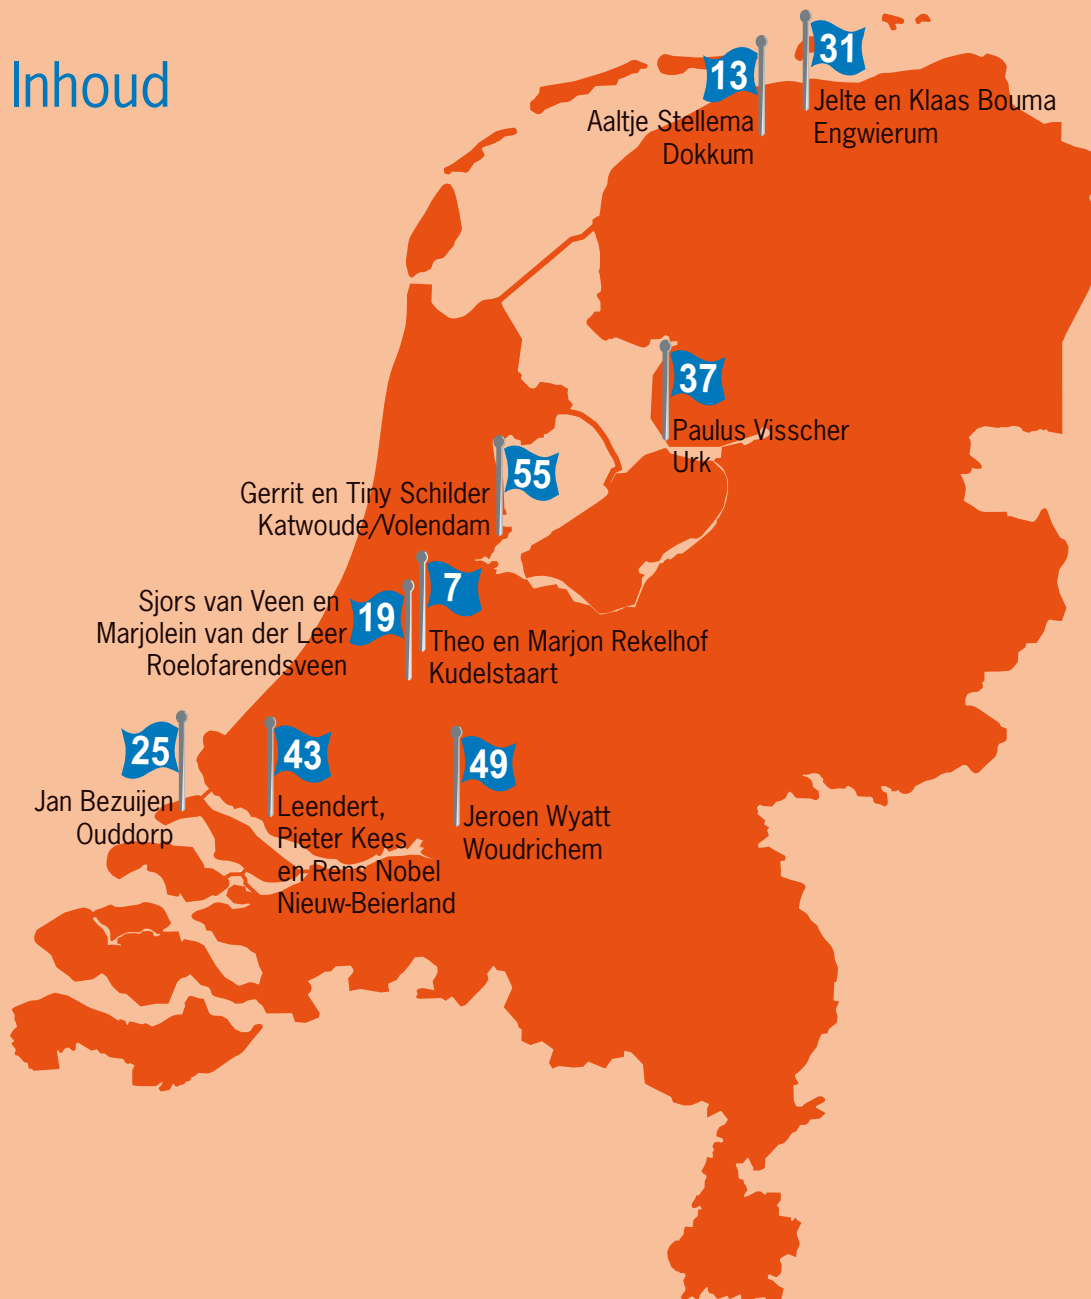 Inhoud
31
13
Jelte en Klaas Bouma
Engwierum
Aaltje Stellema
Dokkum
37
Paulus Visscher
Urk
55
Gerrit en Tiny Schilder
Katwoude/Volendam
7
Theo en Marjon Rekelhof
Kudelstaart
19
Sjors van Veen en
Marjolein van der Leer
Roelofarendsveen
25
Jan Bezuijen
Ouddorp
43
Leendert,
Pieter Kees
en Rens Nobel
Nieuw-Beierland
49
Jeroen Wyatt
Woudrichem